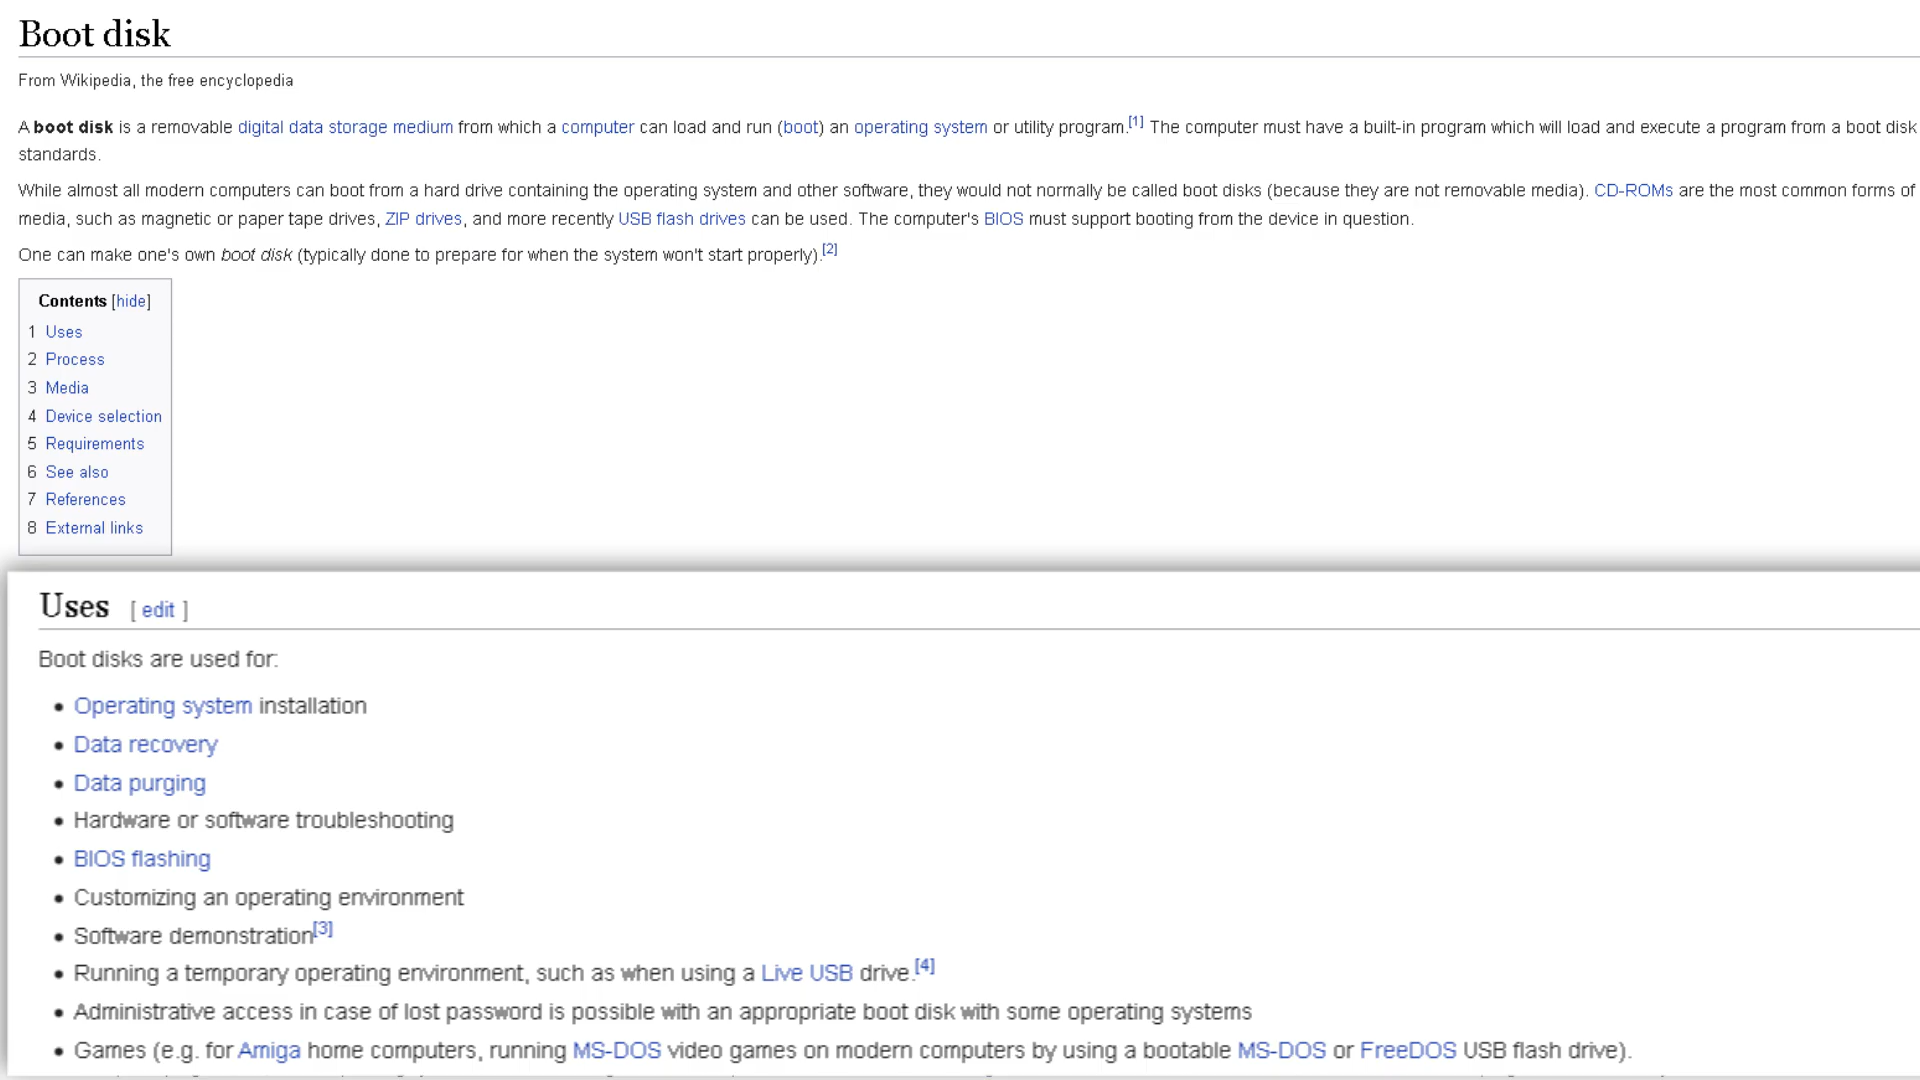 Boot disk
From Wikipedia, the free encyclopedia
A boot disk is a removable digital data storage medium from which a computer can load and run (boot) an operating system or utility program.[1] The computer must have a built-in program which will load and execute a program from a boot disk
standards.
While almost all modern computers can boot from a hard drive containing the operating system and other software, they would not normally be called boot disks (because they are not removable media). CD-ROMs are the most common forms of
media, such as magnetic or paper tape drives, ZIP drives, and more recently USB flash drives can be used. The computer's BIOS must support booting from the device in question.
One can make one's own boot disk (typically done to prepare for when the system won't start properly).[2]
Contents [hide]
1 Uses
2 Process
3 Media
4 Device selection
5 Requirements
6 See also
7 References
8 External links
Uses [ edit ]
Boot disks are used for:
• Operating system installation
• Data recovery
• Data purging
• Hardware or software troubleshooting
• BIOS flashing
• Customizing an operating environment
• Software demonstration[3]
• Running a temporary operating environment, such as when using a Live USB drive.[4]
• Administrative access in case of lost password is possible with an appropriate boot disk with some operating systems
• Games (e.g. for Amiga home computers, running MS-DOS video games on modern computers by using a bootable MS-DOS or FreeDOS USB flash drive).